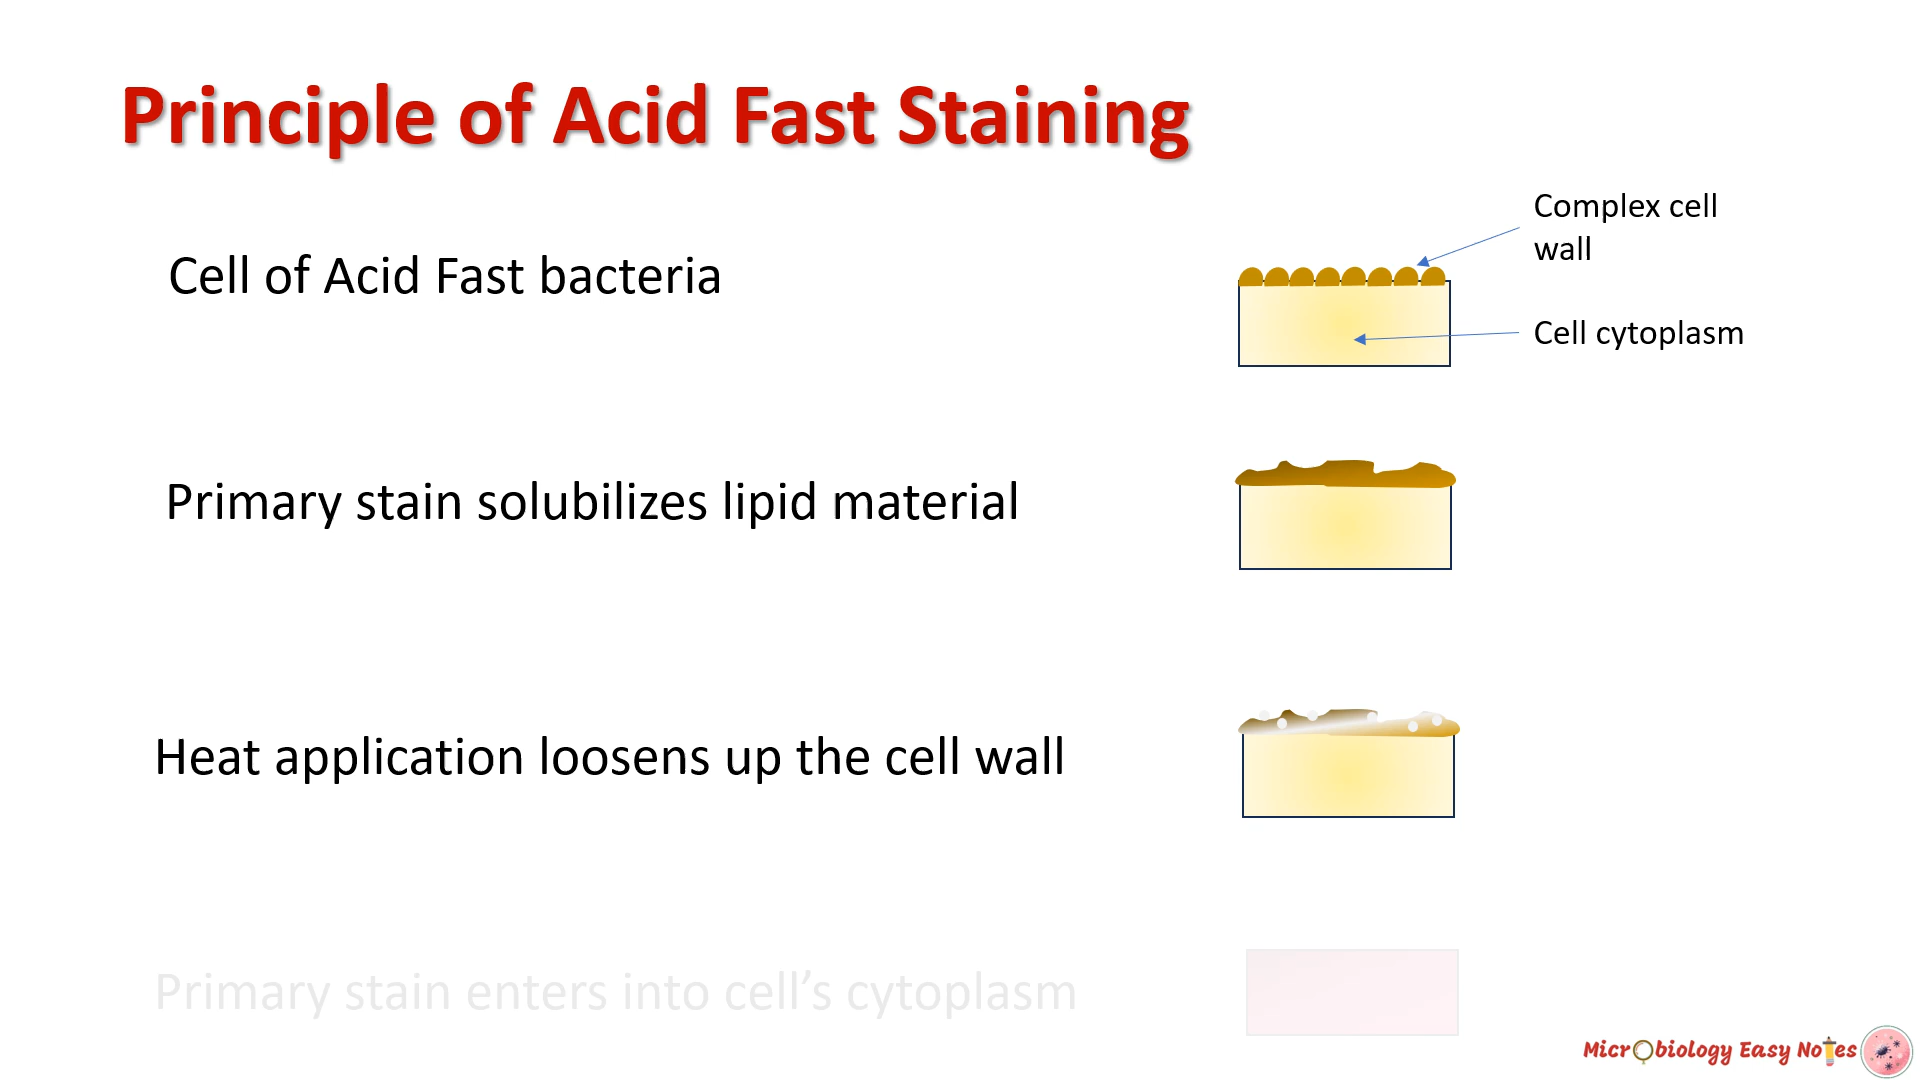 Principle of Acid Fast Staining
Complex cell
wall
Cell of Acid Fast bacteria
Cell cytoplasm
Primary stain solubilizes lipid material
Heat application loosens up the cell wall
Primary stain enters into cell’s cytoplasm
Microbiology Easy Notes